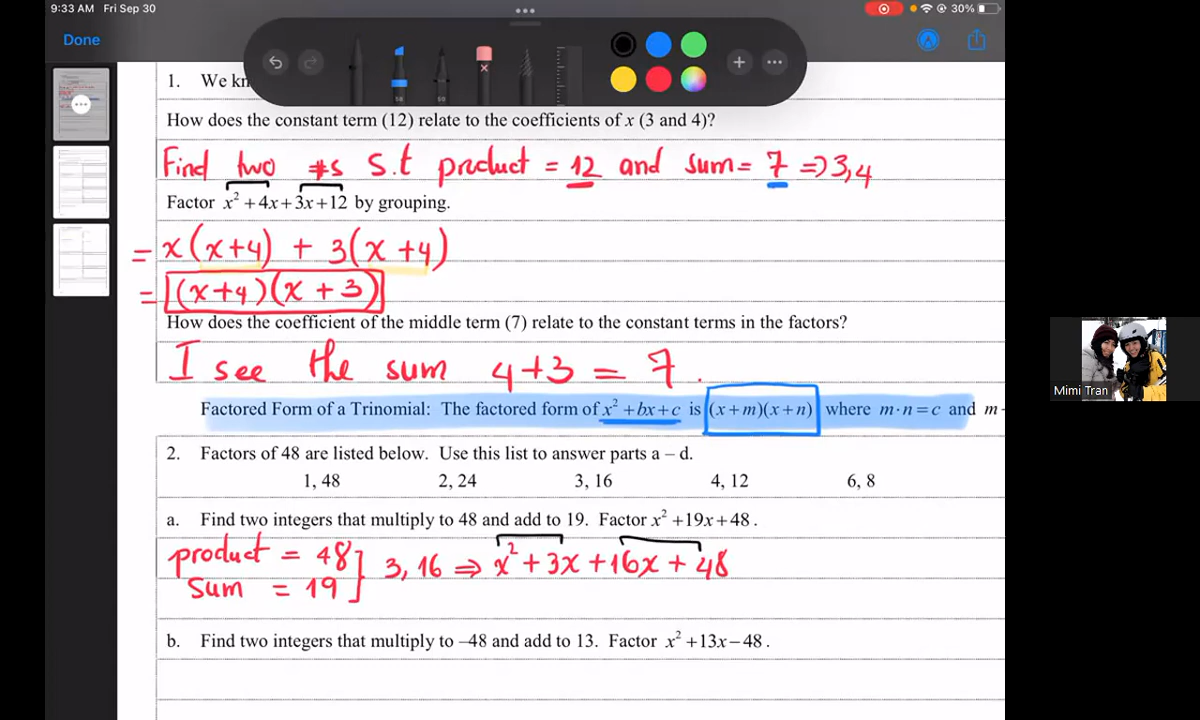 9:33 AM Fri Sep 30
30%
Done
1. We kn
How does the constant term (12) relate to the coefficients of x (3 and 4)?
Find two #s s.t product = 12 and sum = 7 => 3,4
Factor x² + 4x + 3x + 12 by grouping.
= x(x+4) + 3(x+4)
= (x+4)(x+3)
How does the coefficient of the middle term (7) relate to the constant terms in the factors?
I see the sum 4+3 = 7.
Factored Form of a Trinomial: The factored form of x² + bx + c is (x + m)(x + n) where m · n = c and m
Mimi Tran
2. Factors of 48 are listed below. Use this list to answer parts a – d.
1, 48 2, 24 3, 16 4, 12 6, 8
a. Find two integers that multiply to 48 and add to 19. Factor x² + 19x + 48.
product = 48
sum = 19 } 3, 16 => x² + 3x + 16x + 48
b. Find two integers that multiply to –48 and add to 13. Factor x² + 13x – 48.